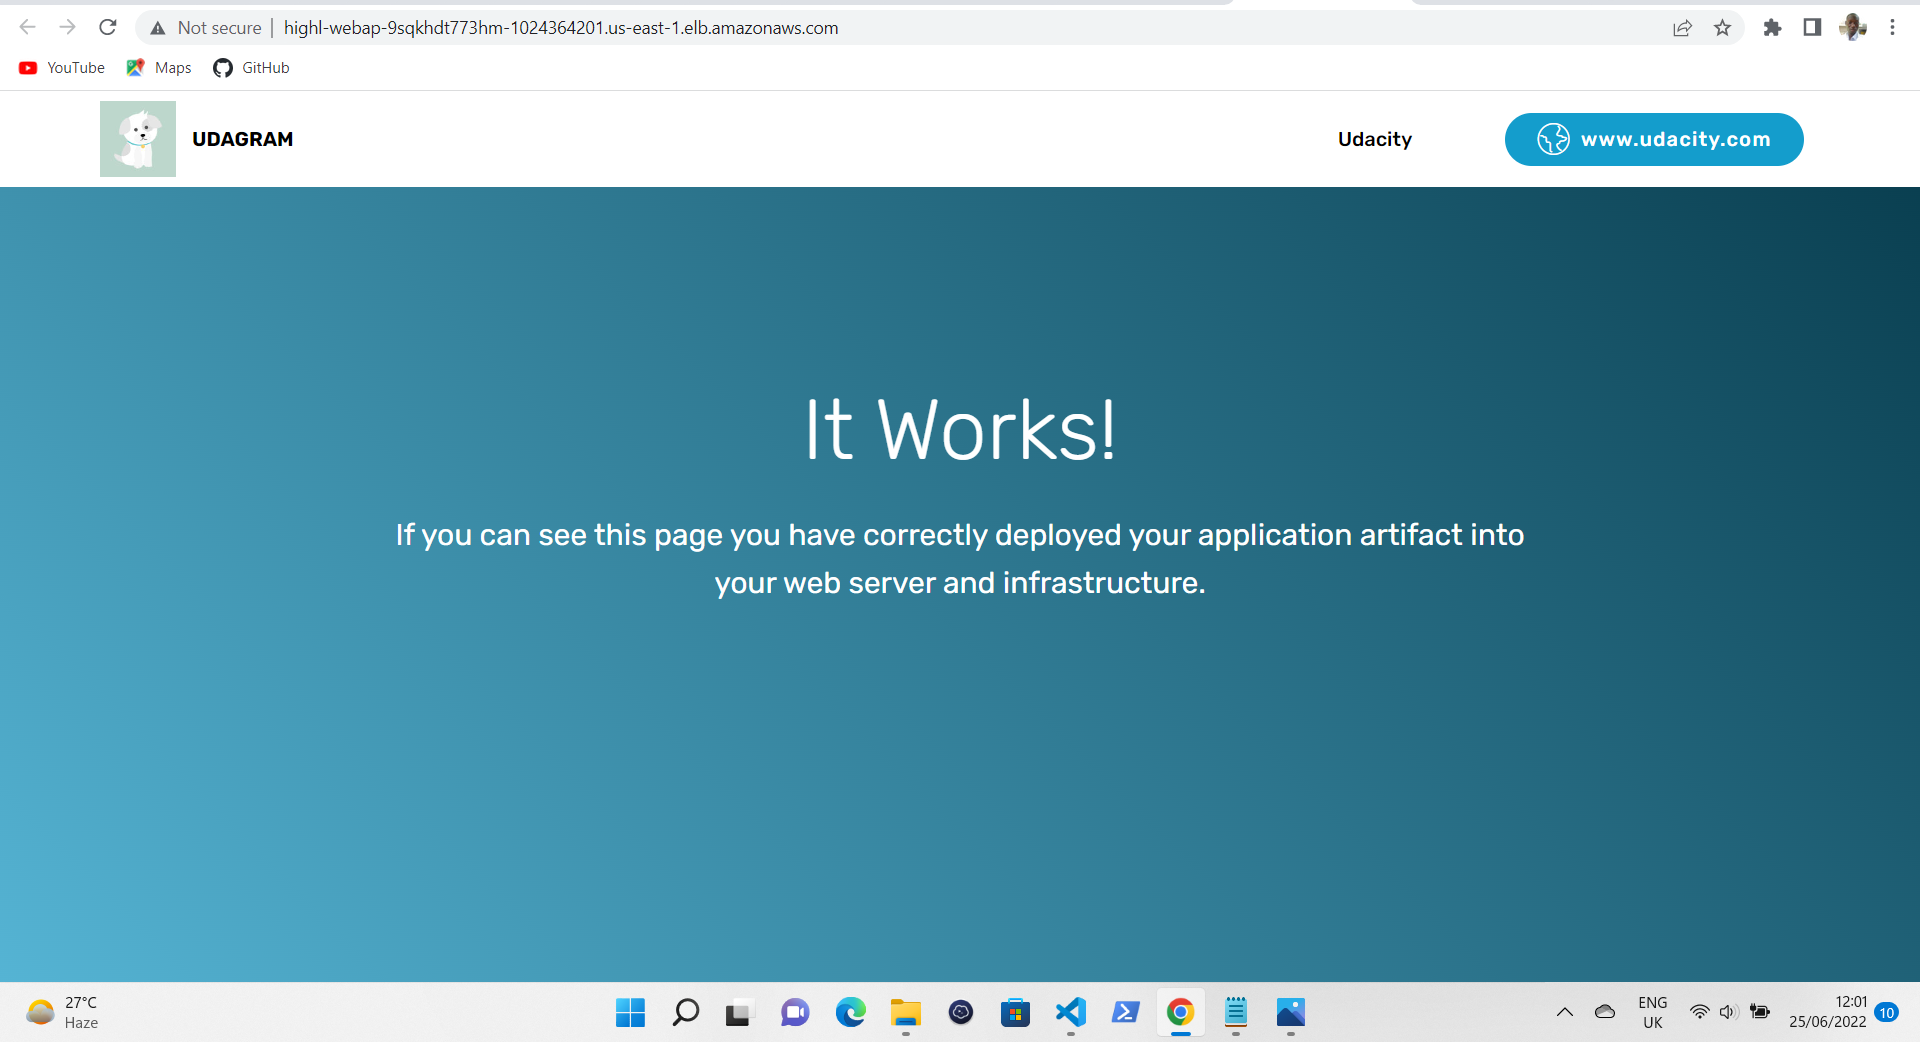 Not secure | highl-webap-9sqkhdt773hm-1024364201.us-east-1.elb.amazonaws.com
YouTube Maps GitHub
UDAGRAM Udacity www.udacity.com
It Works!
If you can see this page you have correctly deployed your application artifact into
your web server and infrastructure.
27°C
Haze
ENG
UK
12:01
25/06/2022
10